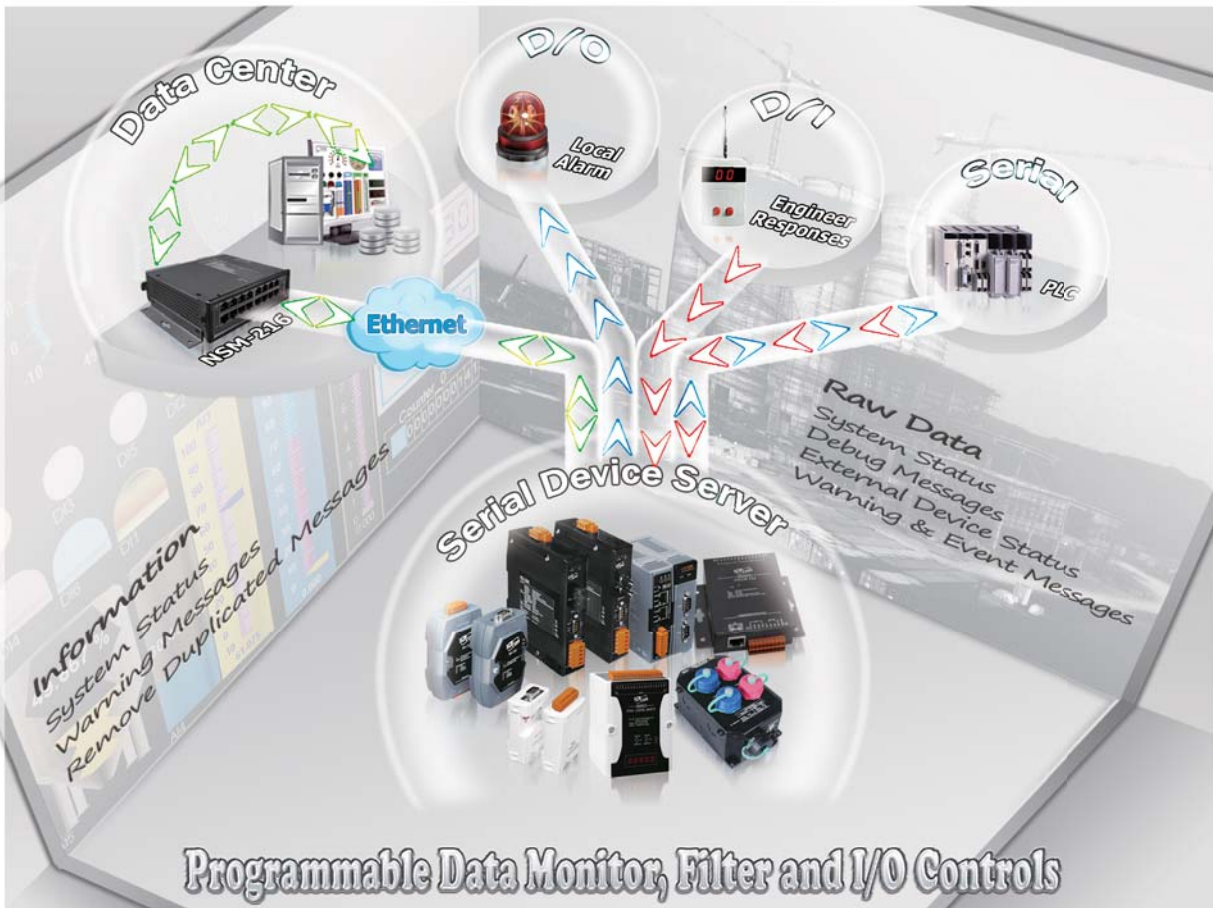 Data Center
NSM-216
Ethernet
D/O
Local
Alarm
D/I
00
Engineer
Responses
Serial
PLC
Raw Data
System Status
Debug Messages
External Device Status
Warning & Event Messages
Information
System Status
Warning Messages
Remove Duplicated Messages
Counter
Serial Device Server
Programmable Data Monitor, Filter and I/O Controls